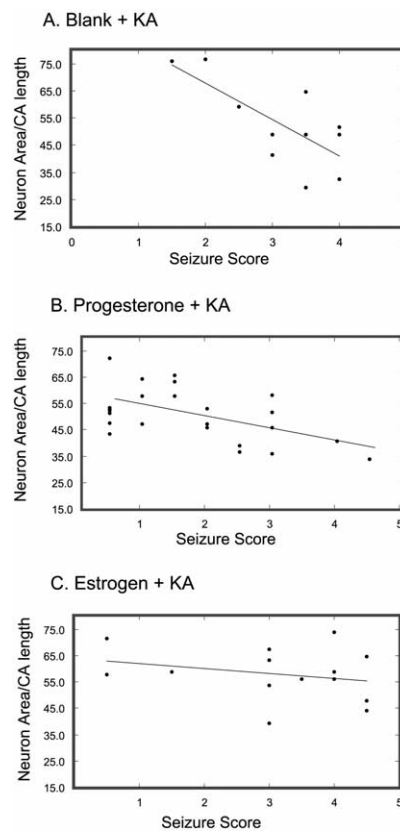 A. Blank + KA
Neuron Area/CA length
75.0
65.0
55.0
45.0
35.0
25.0
15.0
0 1 2 3 4
Seizure Score
B. Progesterone + KA
Neuron Area/CA length
75.0
65.0
55.0
45.0
35.0
25.0
15.0
1 2 3 4 5
Seizure Score
C. Estrogen + KA
Neuron Area/CA length
75.0
65.0
55.0
45.0
35.0
25.0
15.0
1 2 3 4 5
Seizure Score